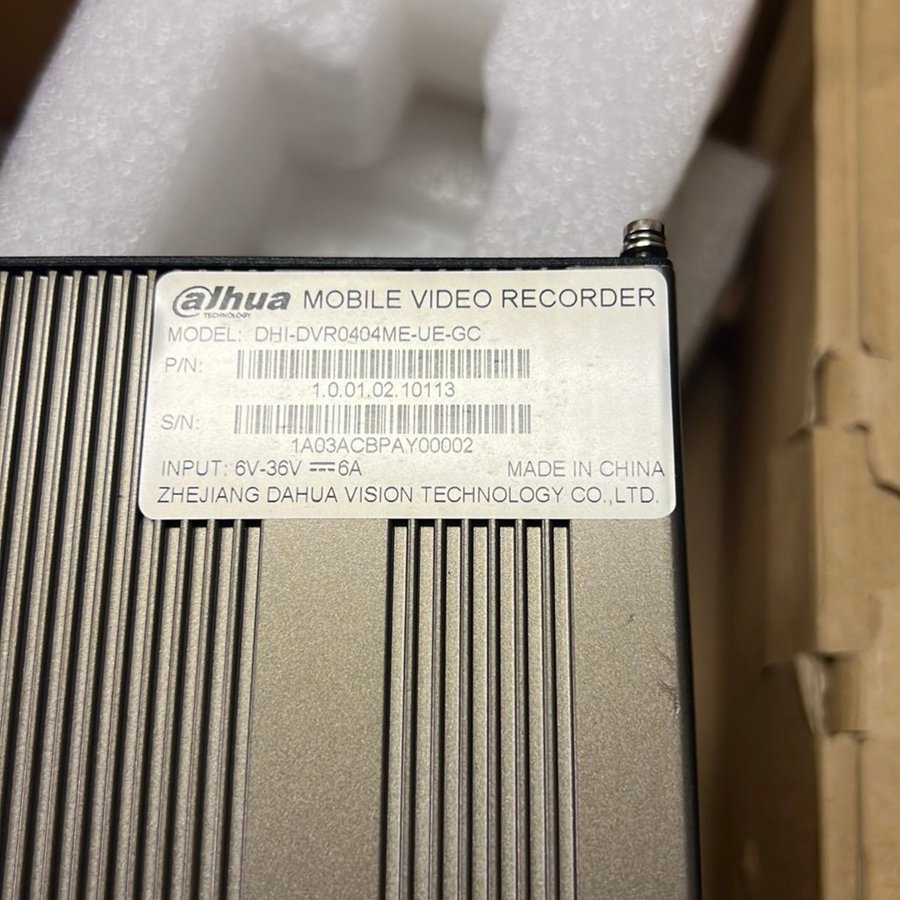 alhua MOBILE VIDEO RECORDER
TECHNOLOGY
MODEL: DHI-DVR0404ME-UE-GC
P/N:
1.0.01.02.10113
S/N:
1A03ACBPAY00002
INPUT: 6V-36V ⎓ 6A MADE IN CHINA
ZHEJIANG DAHUA VISION TECHNOLOGY CO.,LTD.